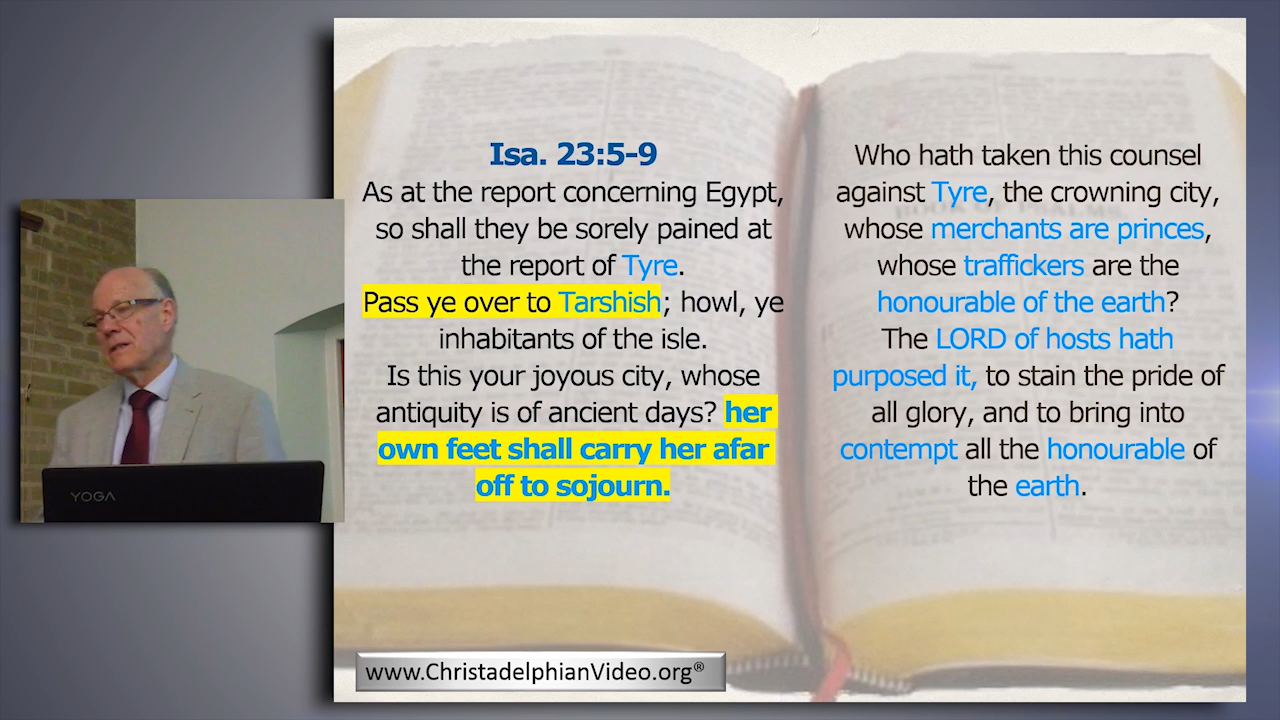 Isa. 23:5-9
As at the report concerning Egypt,
so shall they be sorely pained at
the report of Tyre.
Pass ye over to Tarshish; howl, ye
inhabitants of the isle.
Is this your joyous city, whose
antiquity is of ancient days? her
own feet shall carry her afar
off to sojourn.
Who hath taken this counsel
against Tyre, the crowning city,
whose merchants are princes,
whose traffickers are the
honourable of the earth?
The LORD of hosts hath
purposed it, to stain the pride of
all glory, and to bring into
contempt all the honourable of
the earth.
YOGA
www.ChristadelphianVideo.org®